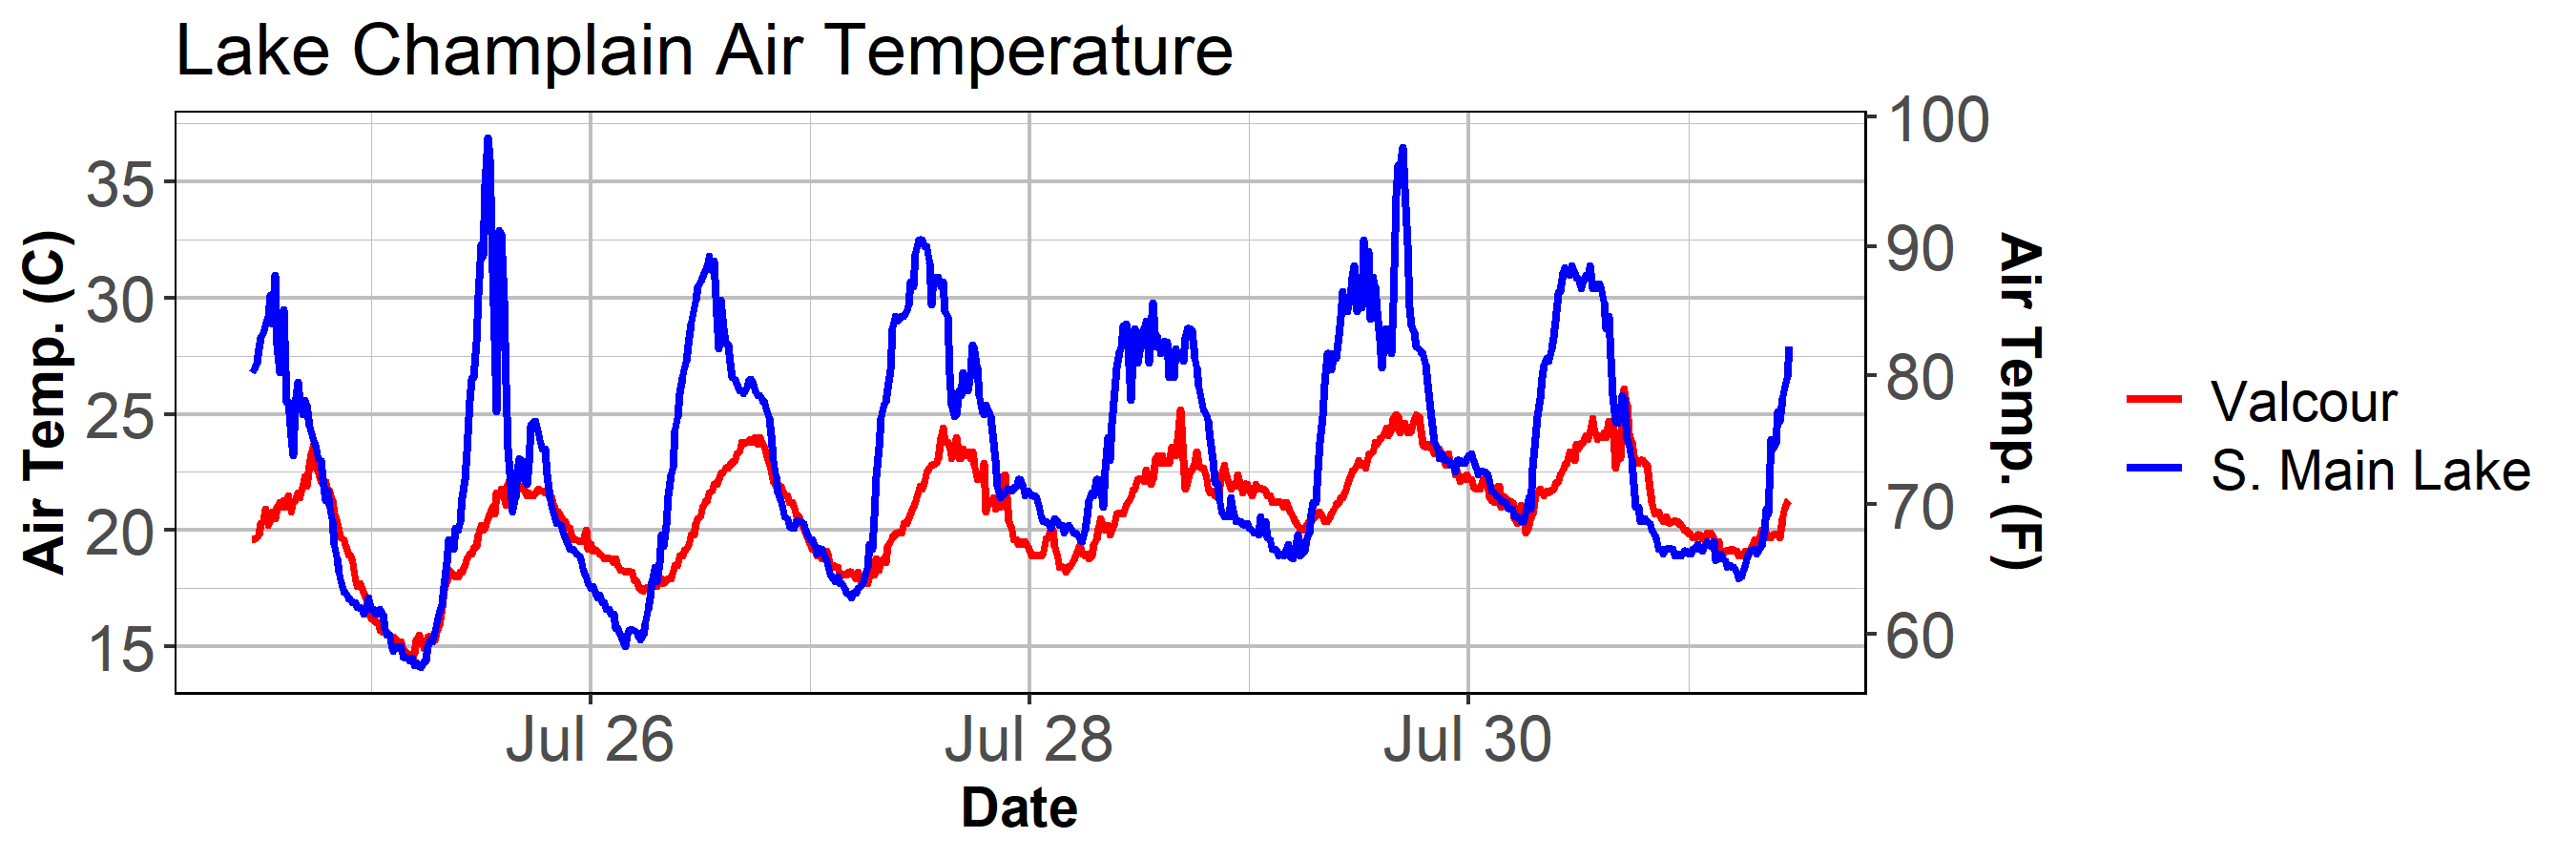 Lake Champlain Air Temperature
Air Temp. (C)
35
30
25
20
15
100
90
80
70
60
Air Temp. (F)
Jul 26
Jul 28
Jul 30
Date
Valcour
S. Main Lake